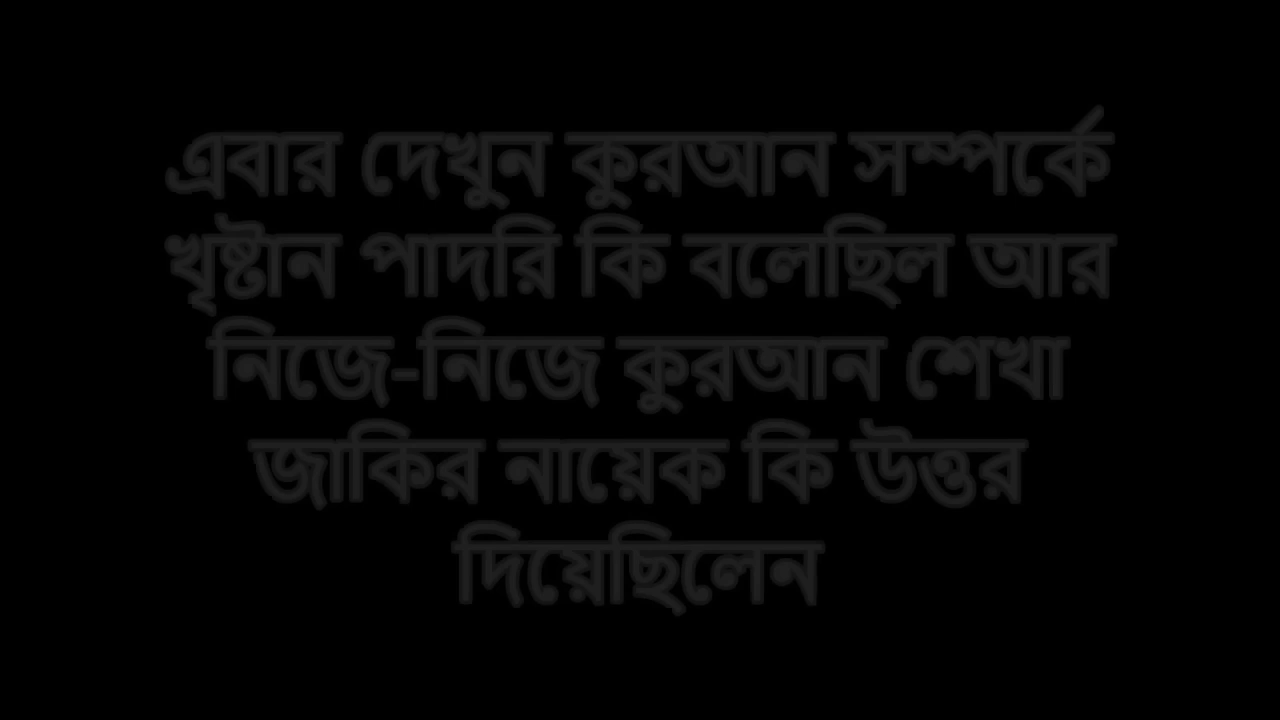 এবার দেখুন কুরআন সম্পর্কে
খৃষ্টান পাদরি কি বলেছিল আর
নিজে-নিজে কুরআন শেখা
জাকির নায়েক কি উত্তর
দিয়েছিলেন